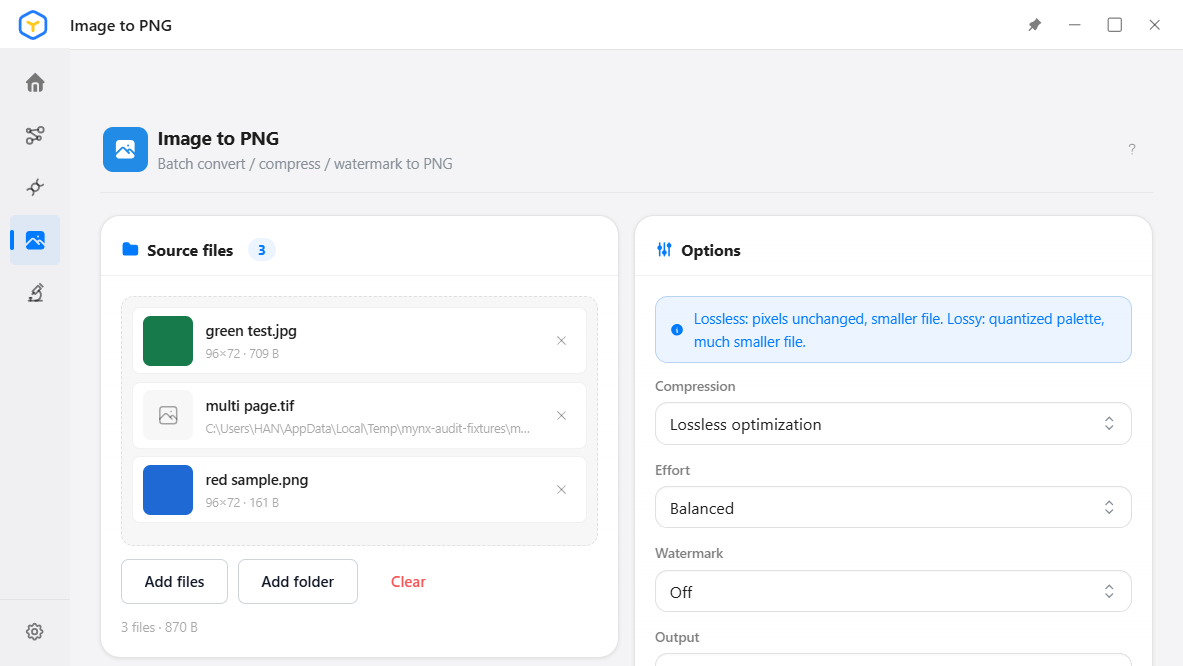 Image to PNG
Image to PNG
Batch convert / compress / watermark to PNG
?
Source files 3
green test.jpg
96×72 · 709 B
multi page.tif
C:\Users\HAN\AppData\Local\Temp\mynx-audit-fixtures\m...
red sample.png
96×72 · 161 B
Add files
Add folder
Clear
3 files · 870 B
Options
Lossless: pixels unchanged, smaller file. Lossy: quantized palette,
much smaller file.
Compression
Lossless optimization
Effort
Balanced
Watermark
Off
Output